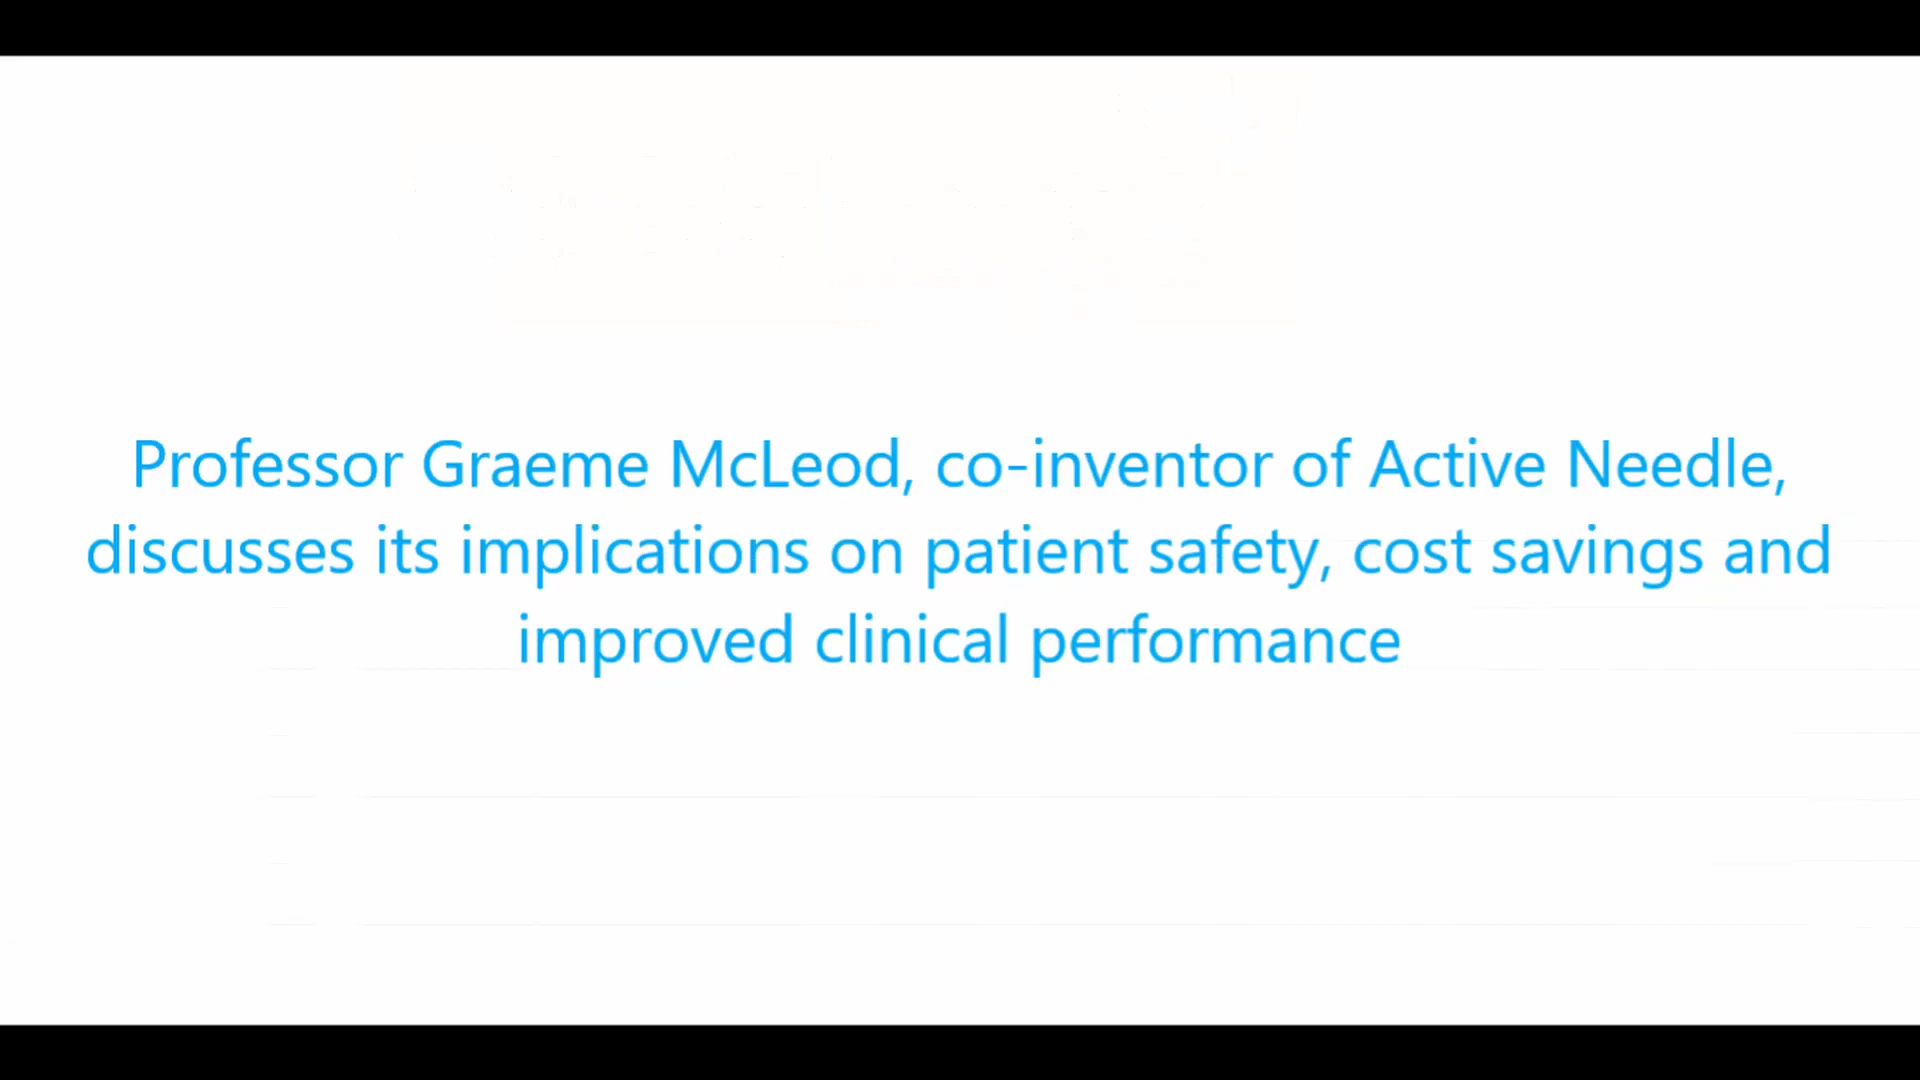 Professor Graeme McLeod, co-inventor of Active Needle,
discusses its implications on patient safety, cost savings and
improved clinical performance